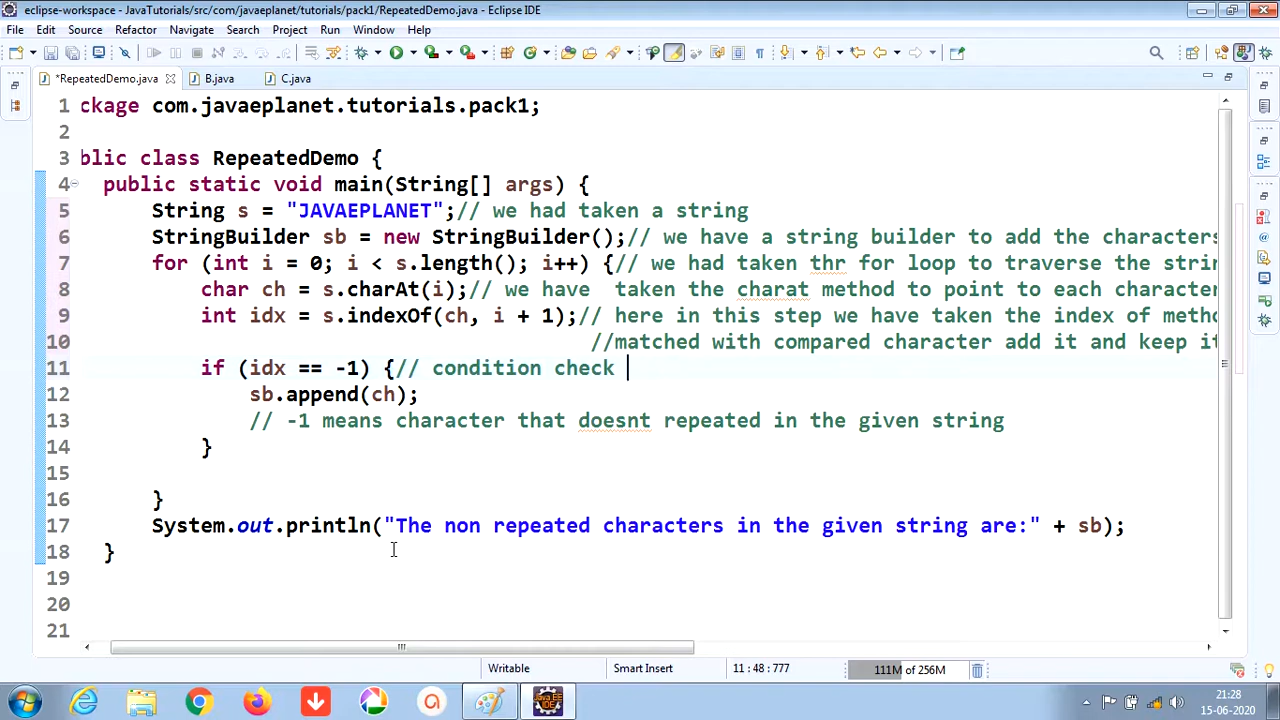 eclipse-workspace - JavaTutorials/src/com/javaeplanet/tutorials/pack1/RepeatedDemo.java - Eclipse IDE
File Edit Source Refactor Navigate Search Project Run Window Help
*RepeatedDemo.java B.java C.java
1 ckage com.javaeplanet.tutorials.pack1;
2
3 blic class RepeatedDemo {
4 public static void main(String[] args) {
5 String s = "JAVAEPLANET";// we had taken a string
6 StringBuilder sb = new StringBuilder();// we have a string builder to add the characters
7 for (int i = 0; i < s.length(); i++) {// we had taken thr for loop to traverse the strin
8 char ch = s.charAt(i);// we have  taken the charat method to point to each character
9 int idx = s.indexOf(ch, i + 1);// here in this step we have taken the index of metho
10 //matched with compared character add it and keep it
11 if (idx == -1) {// condition check
12 sb.append(ch);
13 // -1 means character that doesnt repeated in the given string
14 }
15
16 }
17 System.out.println("The non repeated characters in the given string are:" + sb);
18 }
19
20
21
Writable Smart Insert 11 : 48 : 777 111M of 256M
Java EE IDE
21:28
15-06-2020